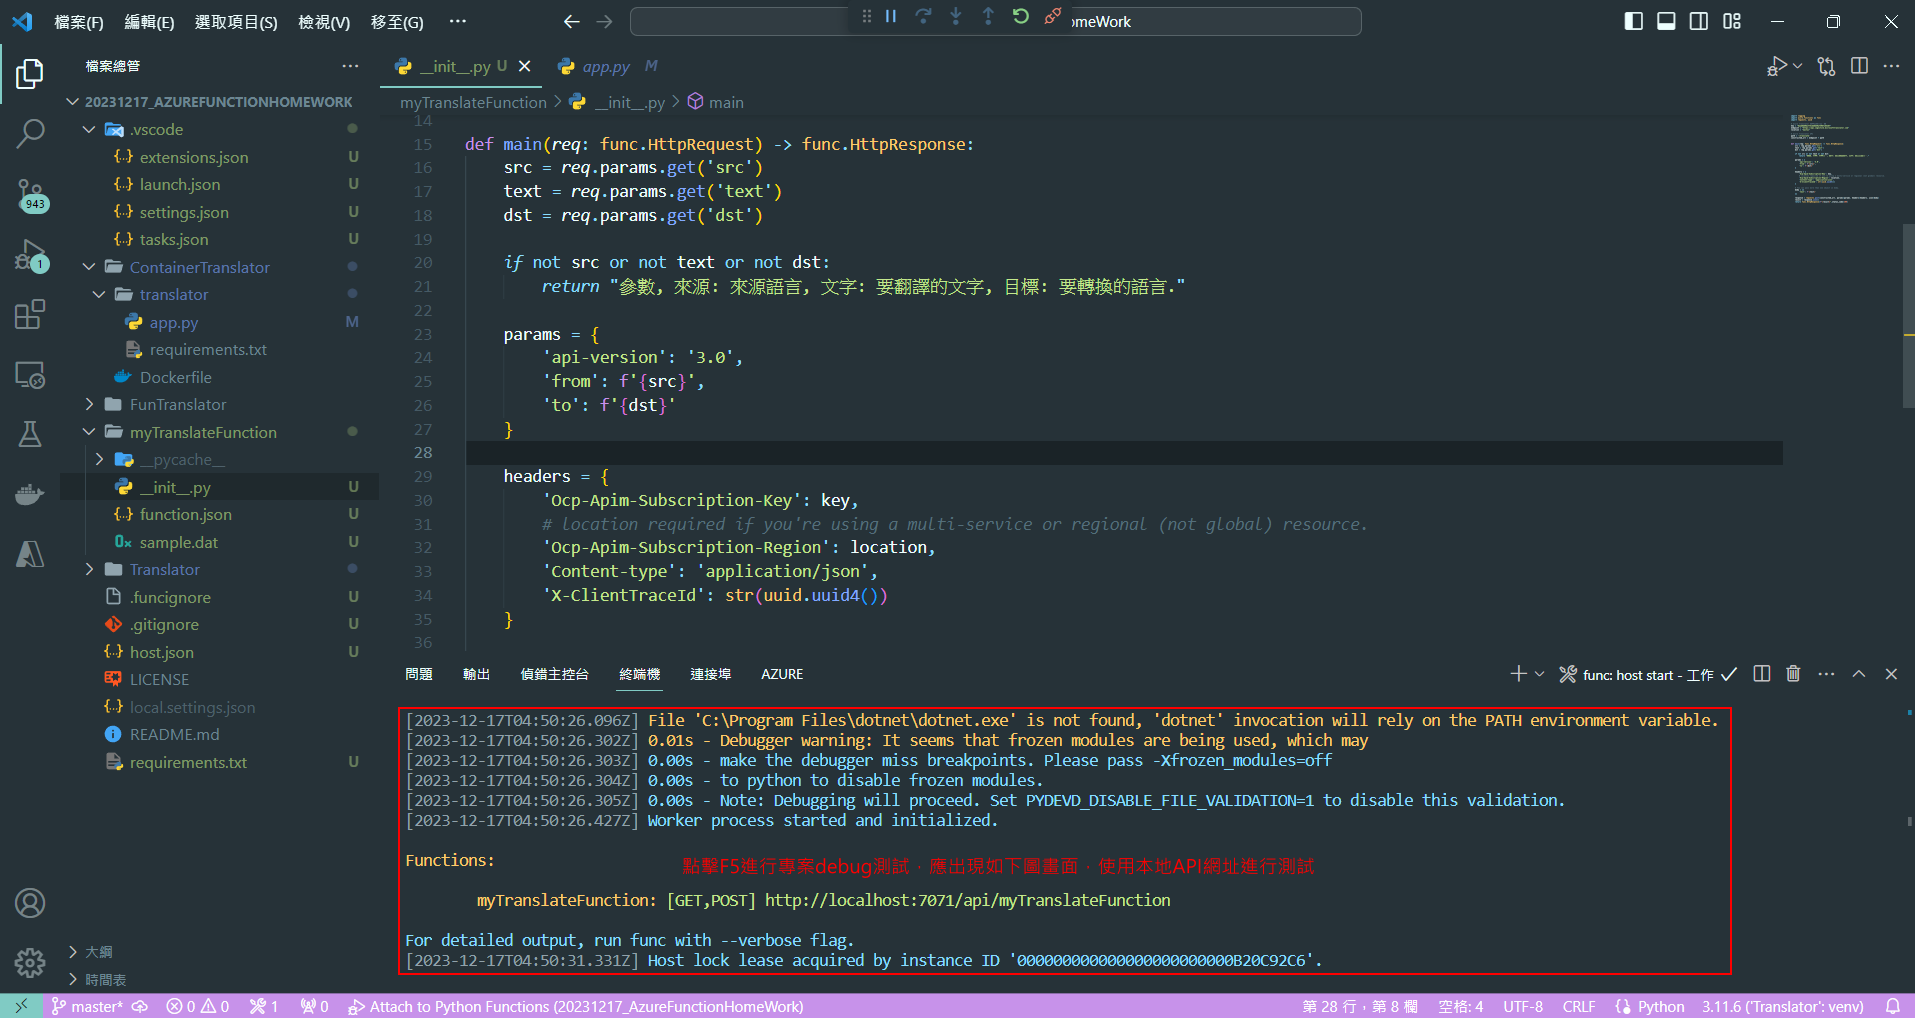 檔案(F) 編輯(E) 選取項目(S) 檢視(V) 移至(G) ··· omeWork
檔案總管
20231217_AZUREFUNCTIONHOMEWORK
.vscode
extensions.json U
launch.json U
settings.json U
tasks.json U
ContainerTranslator
translator
app.py M
requirements.txt
Dockerfile
FunTranslator
myTranslateFunction
__pycache__
__init__.py U
function.json U
sample.dat U
Translator
.funcignore U
.gitignore U
host.json U
LICENSE
local.settings.json
README.md
requirements.txt U
大綱
時間表
943
1
__init__.py U app.py M
myTranslateFunction > __init__.py > main
14
15 def main(req: func.HttpRequest) -> func.HttpResponse:
16 src = req.params.get('src')
17 text = req.params.get('text')
18 dst = req.params.get('dst')
19
20 if not src or not text or not dst:
21 return "參數, 來源: 來源語言, 文字: 要翻譯的文字, 目標: 要轉換的語言."
22
23 params = {
24 'api-version': '3.0',
25 'from': f'{src}',
26 'to': f'{dst}'
27 }
28
29 headers = {
30 'Ocp-Apim-Subscription-Key': key,
31 # location required if you're using a multi-service or regional (not global) resource.
32 'Ocp-Apim-Subscription-Region': location,
33 'Content-type': 'application/json',
34 'X-ClientTraceId': str(uuid.uuid4())
35 }
36
問題 輸出 偵錯主控台 終端機 連接埠 AZURE func: host start - 工作
[2023-12-17T04:50:26.096Z] File 'C:\Program Files\dotnet\dotnet.exe' is not found, 'dotnet' invocation will rely on the PATH environment variable.
[2023-12-17T04:50:26.302Z] 0.01s - Debugger warning: It seems that frozen modules are being used, which may
[2023-12-17T04:50:26.303Z] 0.00s - make the debugger miss breakpoints. Please pass -Xfrozen_modules=off
[2023-12-17T04:50:26.304Z] 0.00s - to python to disable frozen modules.
[2023-12-17T04:50:26.305Z] 0.00s - Note: Debugging will proceed. Set PYDEVD_DISABLE_FILE_VALIDATION=1 to disable this validation.
[2023-12-17T04:50:26.427Z] Worker process started and initialized.
Functions:
點擊F5進行專案debug測試，應出現如下圖畫面，使用本地API網址進行測試
myTranslateFunction: [GET,POST] http://localhost:7071/api/myTranslateFunction
For detailed output, run func with --verbose flag.
[2023-12-17T04:50:31.331Z] Host lock lease acquired by instance ID '000000000000000000000000B20C92C6'.
master* 0 0 1 0 Attach to Python Functions (20231217_AzureFunctionHomeWork) 第 28 行，第 8 欄 空格: 4 UTF-8 CRLF Python 3.11.6 ('Translator': venv)